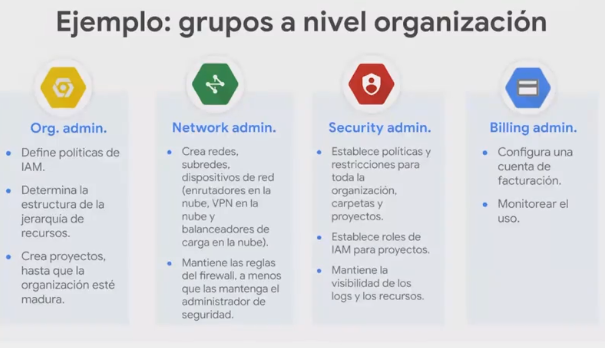 Ejemplo: grupos a nivel organización
Org. admin.
• Define políticas de
IAM.
• Determina la
estructura de la
jerarquía de
recursos.
• Crea proyectos,
hasta que la
organización esté
madura.
Network admin.
• Crea redes,
subredes,
dispositivos de red
(enrutadores en la
nube, VPN en la
nube y
balanceadores de
carga en la nube).
• Mantiene las reglas
del firewall, a menos
que las mantenga el
administrador de
seguridad.
Security admin.
• Establece políticas y
restricciones para
toda la
organización,
carpetas y
proyectos.
• Establece roles de
IAM para proyectos.
• Mantiene la
visibilidad de los
logs y los recursos.
Billing admin.
• Configura una
cuenta de
facturación.
• Monitorear el
uso.